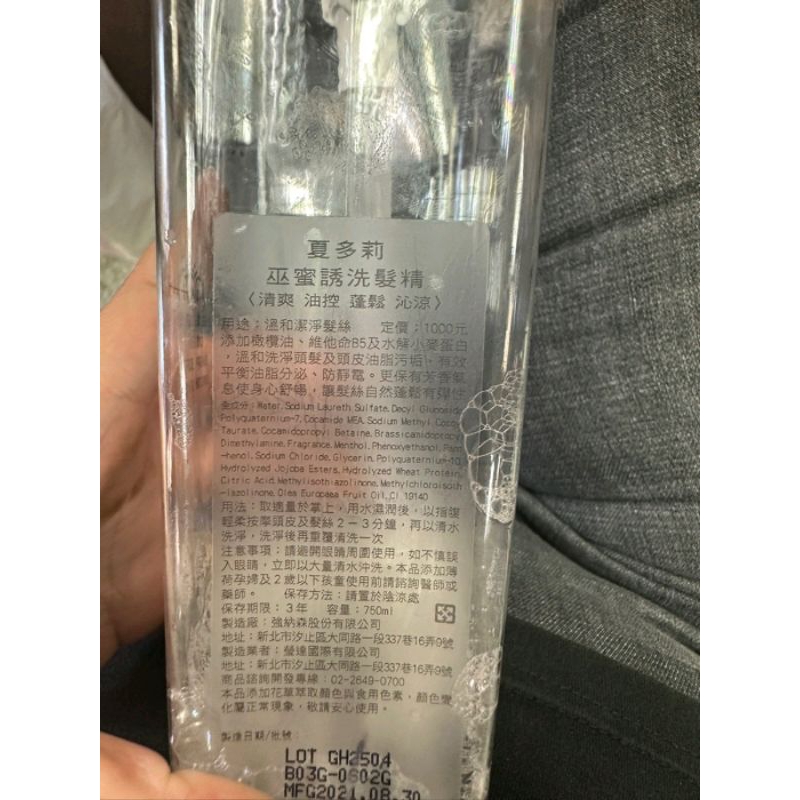 夏多莉
巫蜜誘洗髮精
〈清爽 油控 蓬鬆 沁涼〉
用途：溫和潔淨髮絲 定價：1000元
添加橄欖油、維他命B5及水解小麥蛋白
，溫和洗淨頭髮及頭皮油脂污垢、有效
平衡油脂分泌、防靜電。更保有芳香氣
息使身心舒暢，讓髮絲自然蓬鬆有彈性
全成分：Water, Sodium Laureth Sulfate, Decyl Glucoside
Polyquaternium-7, Cocamide MEA, Sodium Methyl Cocoyl
Taurate, Cocamidopropyl Betaine, Brassicamidopropyl
Dimethylamine, Fragrance, Menthol, Phenoxyethanol, Pant
-henol, Sodium Chloride, Glycerin, Polyquaternium-10
Hydrolyzed Jojoba Esters, Hydrolyzed Wheat Protein,
Citric Acid, Methylisothiazolinone, Methylchloroisoth
-iazolinone, Olea Europaea Fruit Oil, CI 19140
用法：取適量於掌上，用水濕潤後，以指腹
輕柔按摩頭皮及髮絲2－3分鐘，再以清水
洗淨，洗淨後再重覆清洗一次
注意事項：請避開眼睛周圍使用，如不慎誤
入眼睛，立即以大量清水沖洗。本品添加薄
荷孕婦及2歲以下孩童使用前請諮詢醫師或
藥師。 保存方法：請置於陰涼處
保存期限：3年 容量：750ml
製造廠：強納森股份有限公司
地址：新北市汐止區大同路一段337巷16弄9號
製造業者：瑩達國際有限公司
地址：新北市汐止區大同路一段337巷16弄9號
商品諮詢開發專線：02-2649-0700
本品添加花草萃取顏色與食用色素，顏色變
化屬正常現象，敬請安心使用。
製造日期/批號：
LOT GH2504
B03G-0602G
MFG2021.08.30